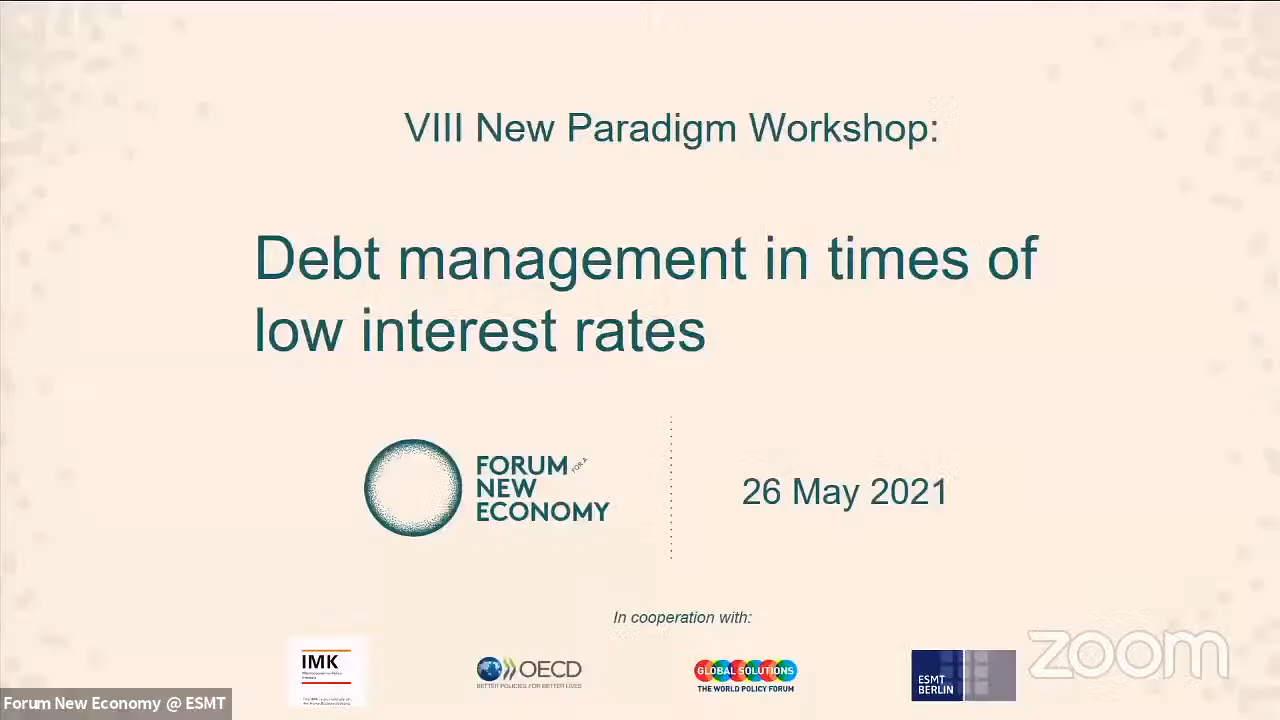 VIII New Paradigm Workshop:
Debt management in times of
low interest rates
FORUM FOR A
NEW
ECONOMY
26 May 2021
In cooperation with:
IMK
OECD
BETTER POLICIES FOR BETTER LIVES
GLOBAL SOLUTIONS
THE WORLD POLICY FORUM
ESMT
BERLIN
zoom
Forum New Economy @ ESMT